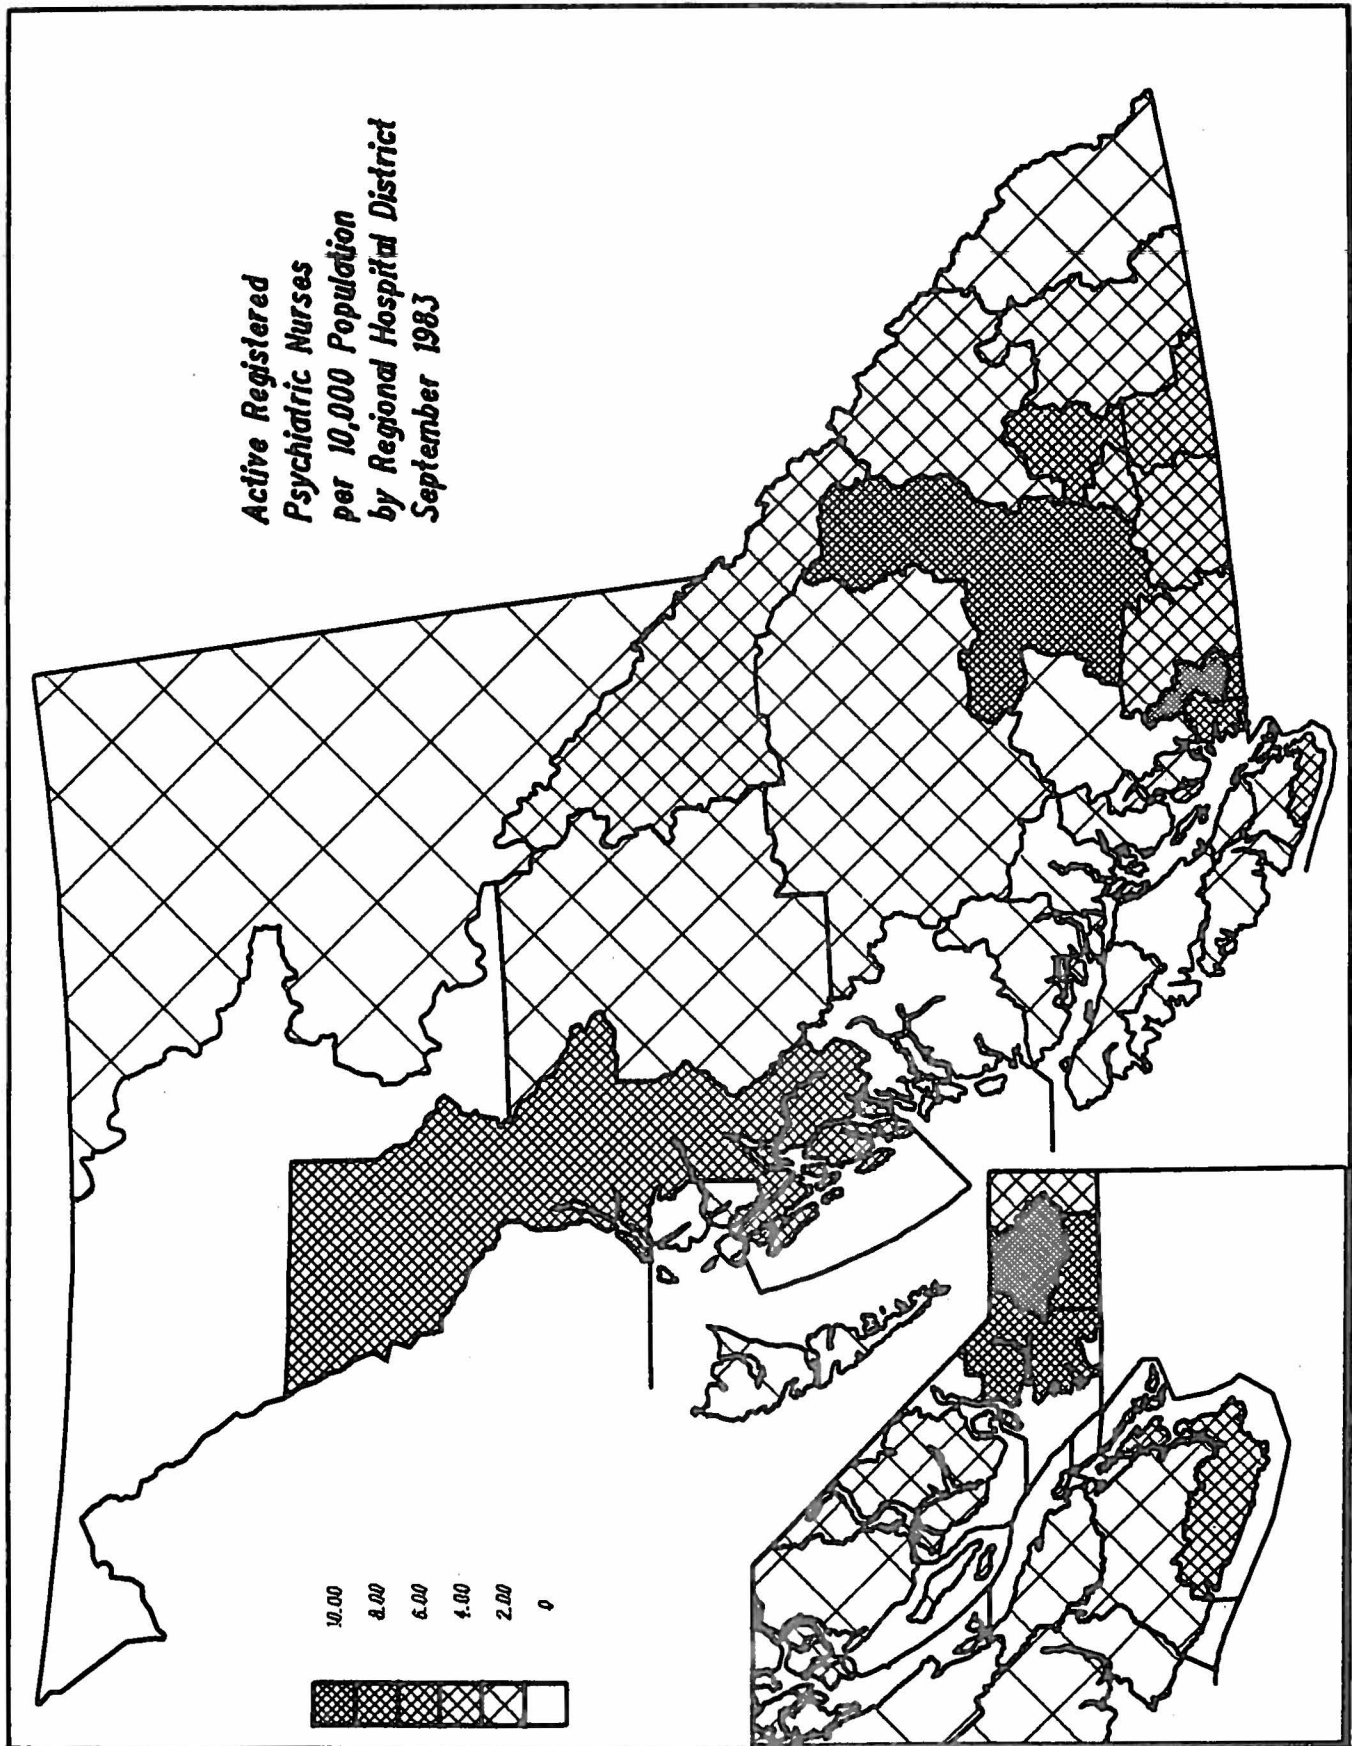 Active Registered
Psychiatric Nurses
per 10,000 Population
by Regional Hospital District
September 1983
10.00
8.00
6.00
4.00
2.00
0